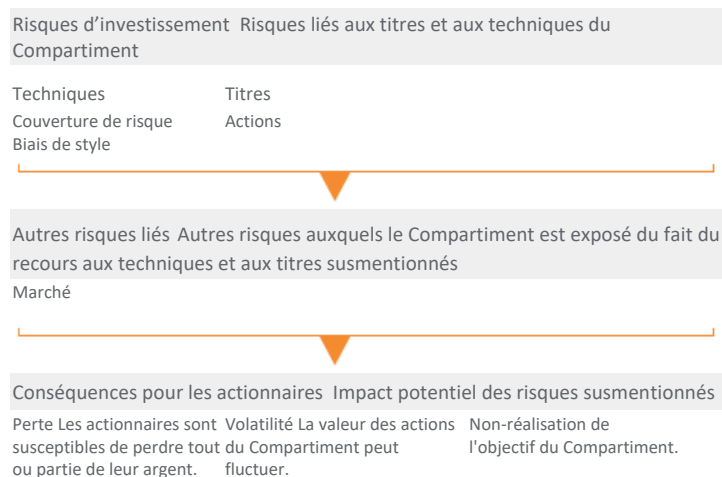 Risques d’investissement Risques liés aux titres et aux techniques du
Compartiment
Techniques Titres
Couverture de risque Actions
Biais de style
Autres risques liés Autres risques auxquels le Compartiment est exposé du fait du
recours aux techniques et aux titres susmentionnés
Marché
Conséquences pour les actionnaires Impact potentiel des risques susmentionnés
Perte Les actionnaires sont
susceptibles de perdre tout
ou partie de leur argent.
Volatilité La valeur des actions
du Compartiment peut
fluctuer.
Non-réalisation de
l'objectif du Compartiment.